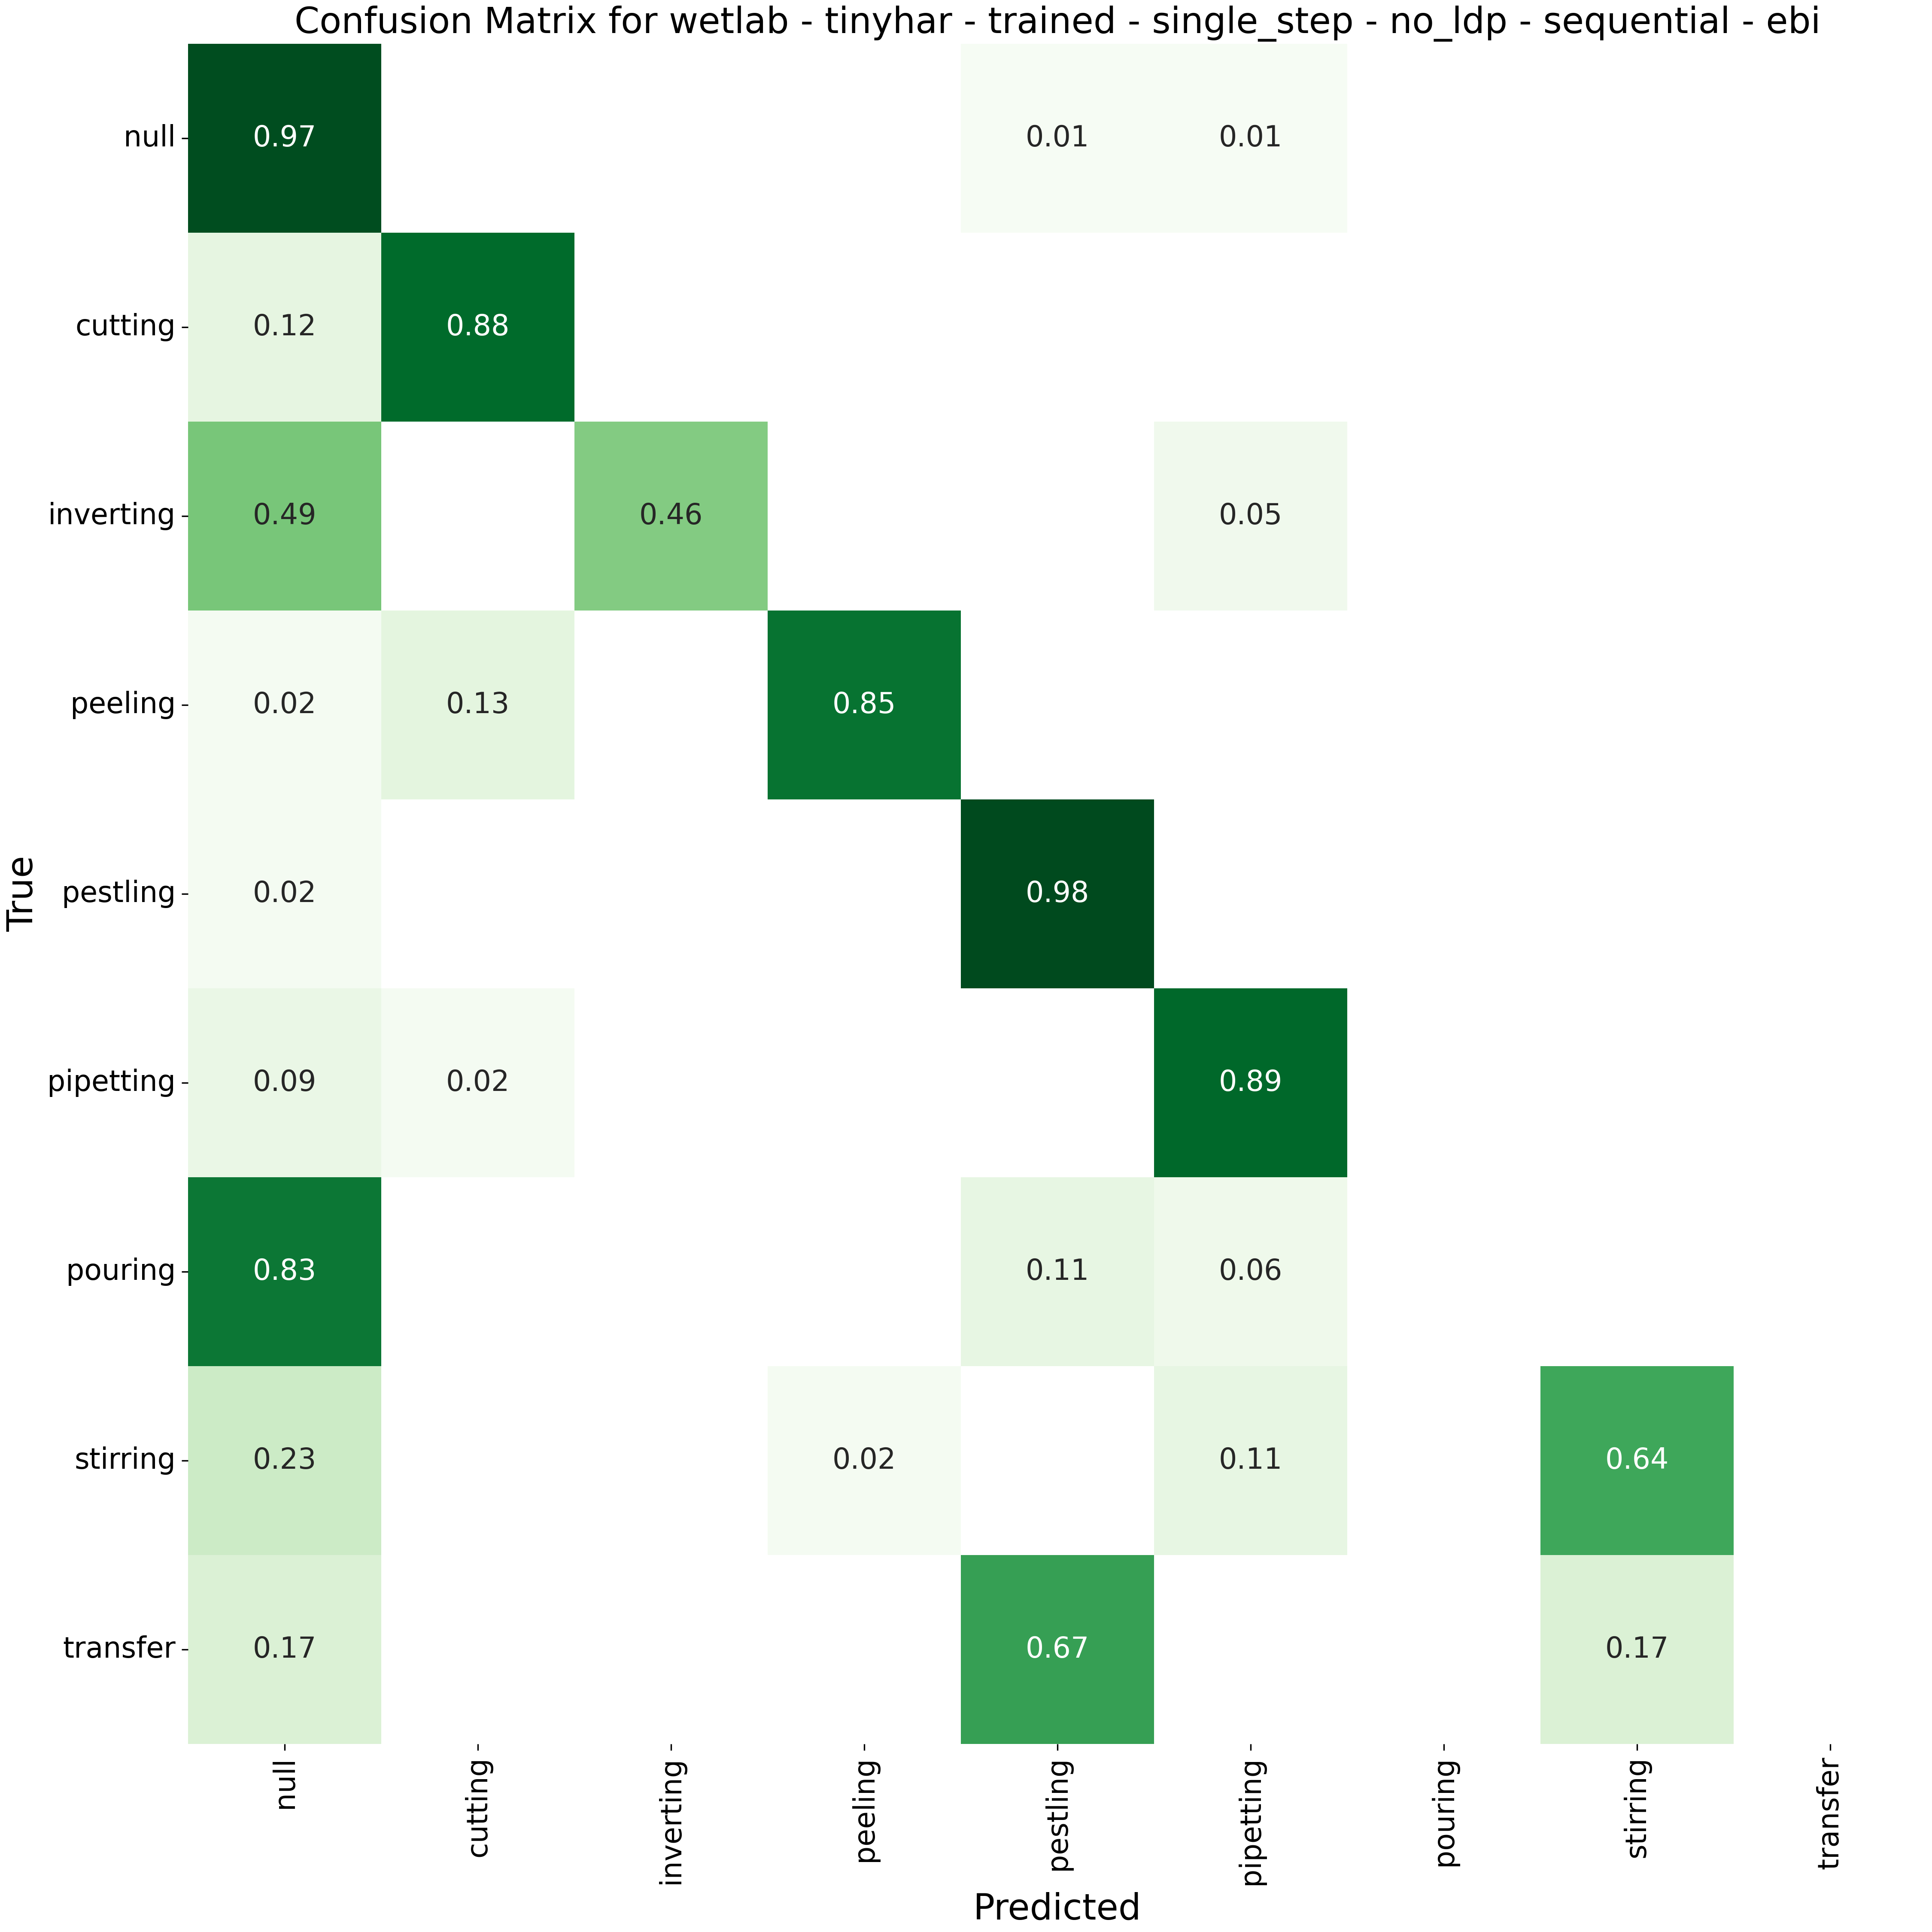 Confusion Matrix for wetlab - tinyhar - trained - single_step - no_ldp - sequential - ebi
null 0.97 0.01 0.01
cutting 0.12 0.88
inverting 0.49 0.46 0.05
peeling 0.02 0.13 0.85
pestling 0.02 0.98
pipetting 0.09 0.02 0.89
pouring 0.83 0.11 0.06
stirring 0.23 0.02 0.11 0.64
transfer 0.17 0.67 0.17
True
null cutting inverting peeling pestling pipetting pouring stirring transfer
Predicted